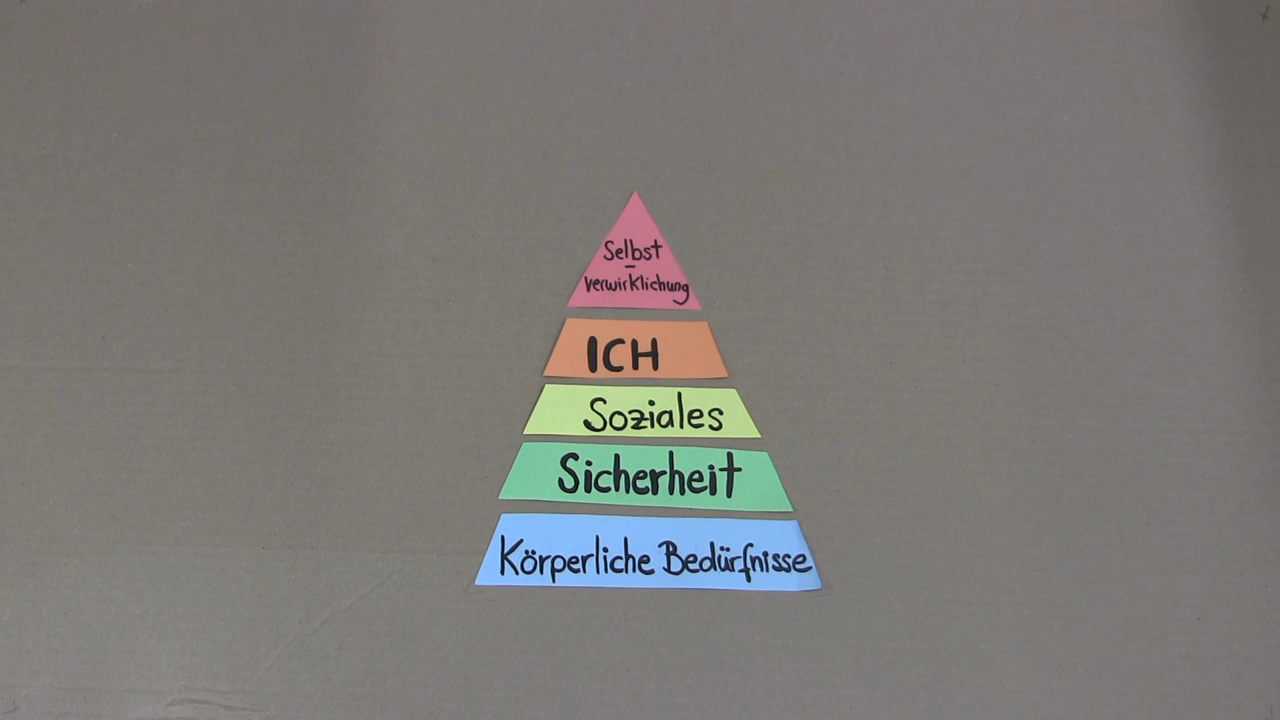 Selbst
-
verwirklichung
ICH
Soziales
Sicherheit
Körperliche Bedürfnisse